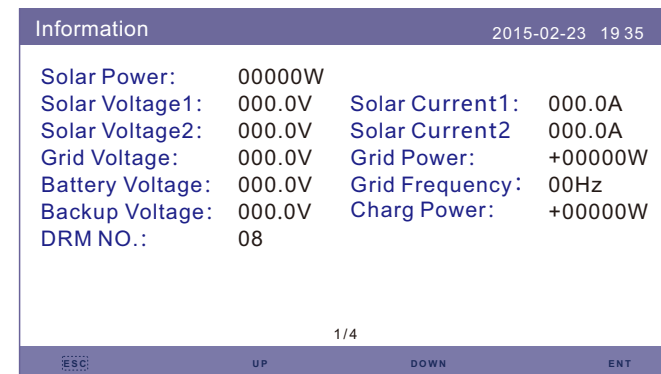 Information 2015-02-23 19 35
Solar Power: 00000W
Solar Voltage1: 000.0V Solar Current1: 000.0A
Solar Voltage2: 000.0V Solar Current2 000.0A
Grid Voltage: 000.0V Grid Power: +00000W
Battery Voltage: 000.0V Grid Frequency: 00Hz
Backup Voltage: 000.0V Charg Power: +00000W
DRM NO.: 08
1/4
ESC UP DOWN ENT